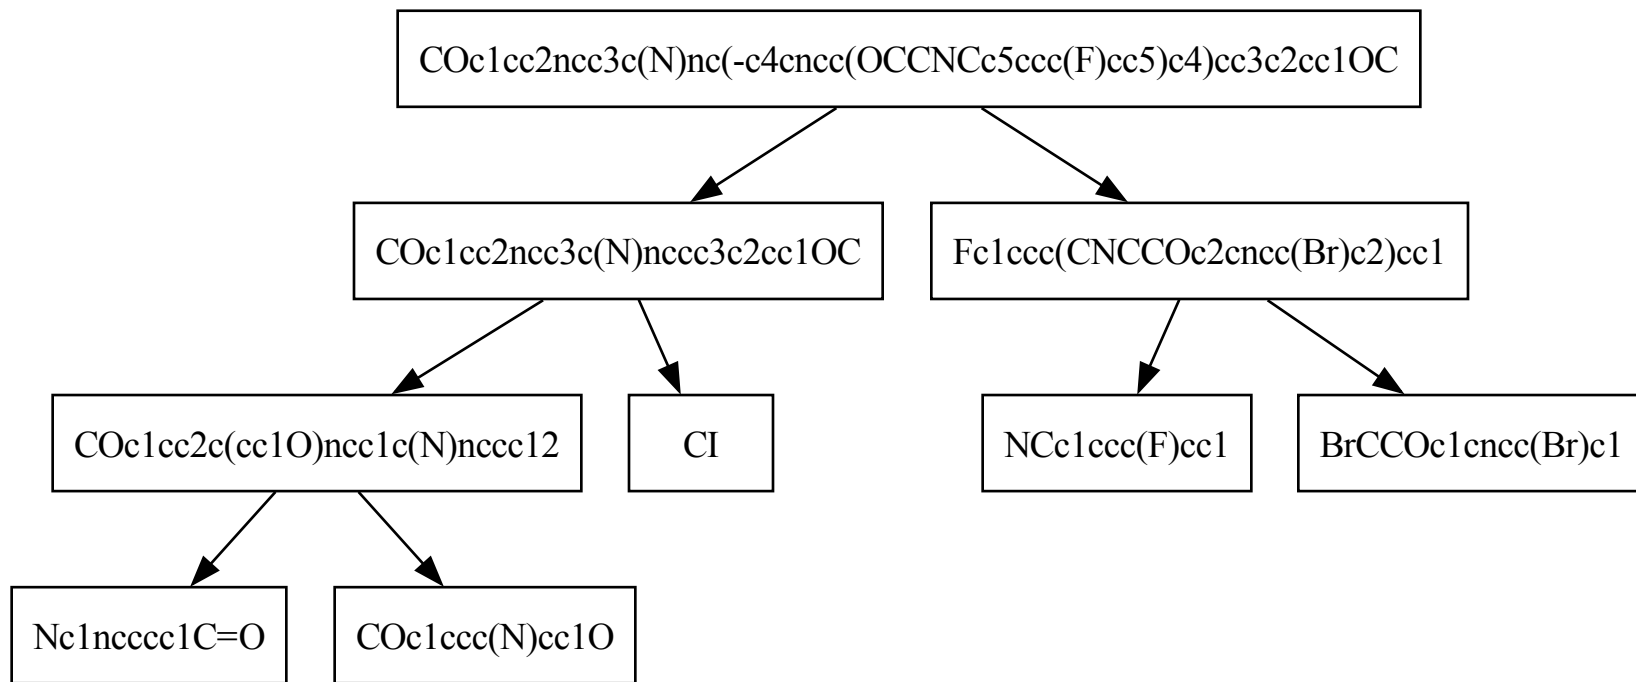 COc1cc2ncc3c(N)nc(-c4cncc(OCCNCc5ccc(F)cc5)c4)cc3c2cc1OC
COc1cc2ncc3c(N)nccc3c2cc1OC
Fc1ccc(CNCCOc2cncc(Br)c2)cc1
COc1cc2c(cc1O)ncc1c(N)nccc12
CI
NCc1ccc(F)cc1
BrCCOc1cncc(Br)c1
Nc1ncccc1C=O
COc1ccc(N)cc1O